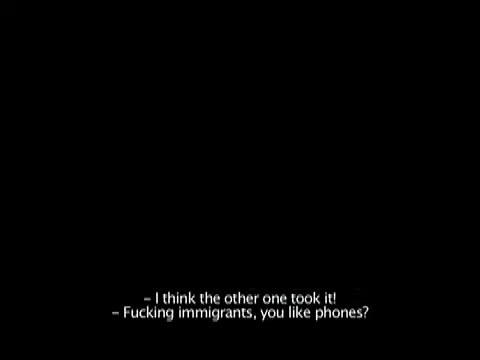 – I think the other one took it!
– Fucking immigrants, you like phones?